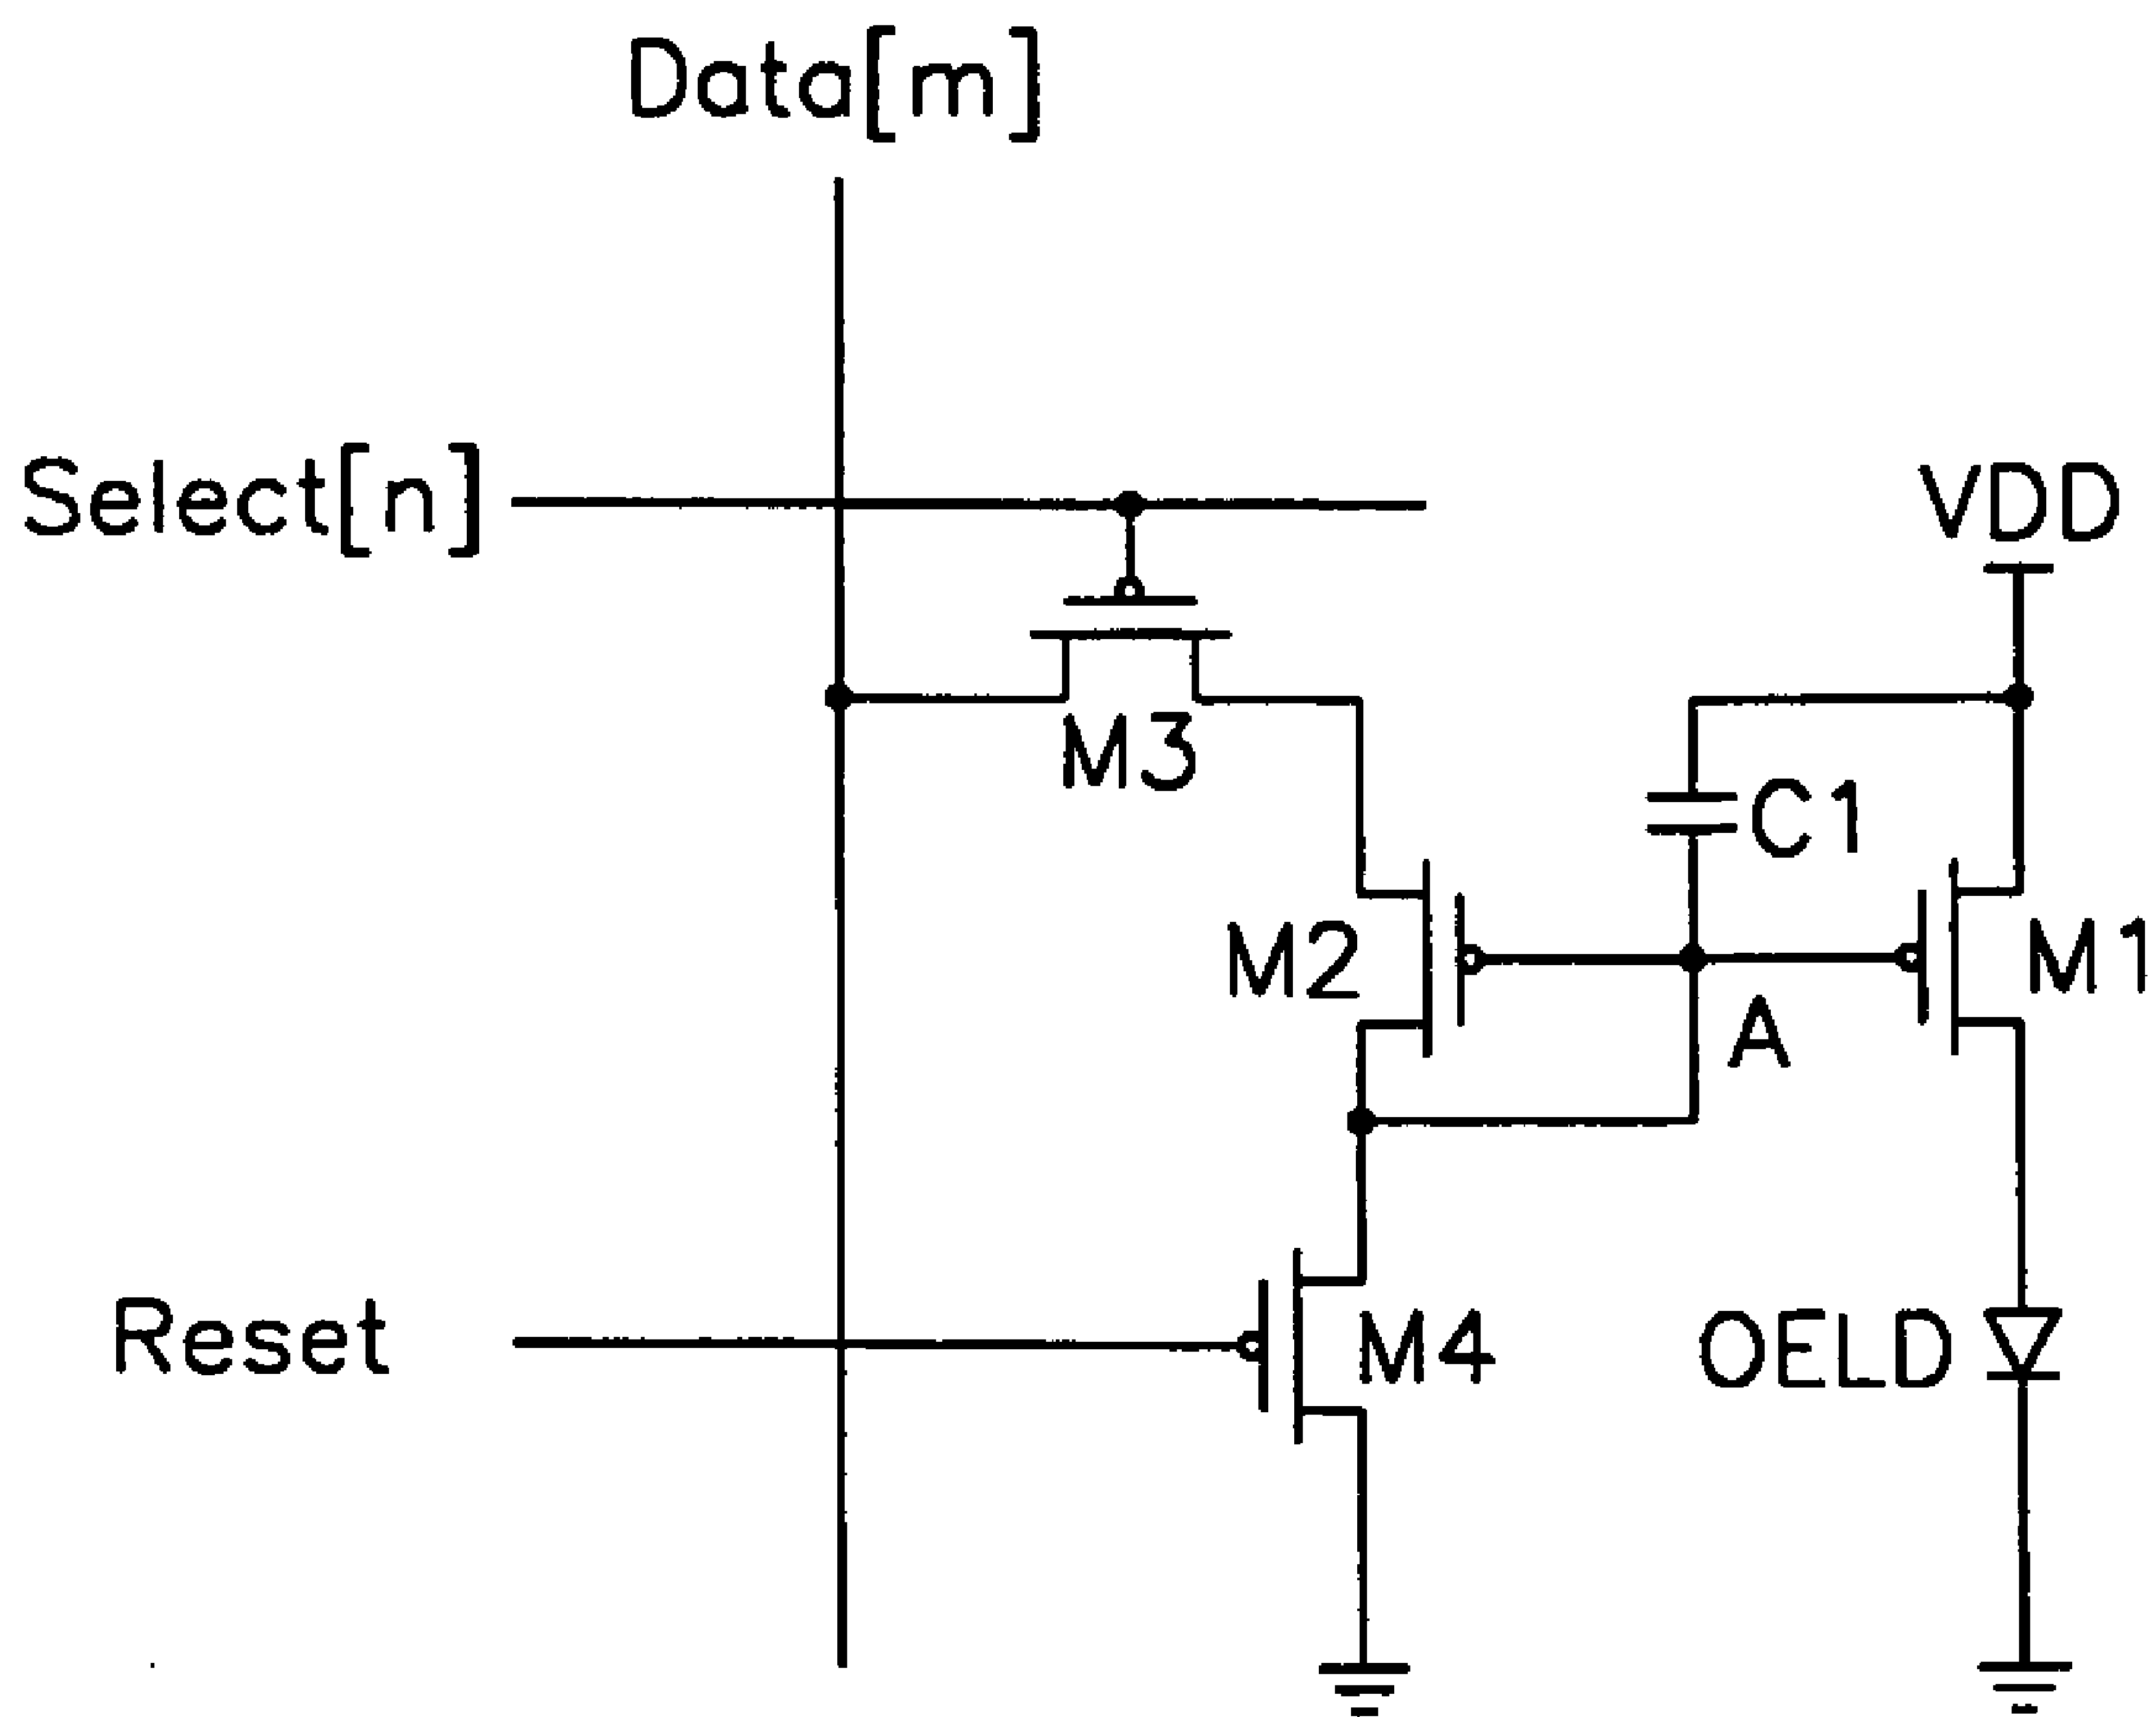 Data[m]
Select[n]
VDD
M3
C1
M2
M1
A
Reset
M4
OELD